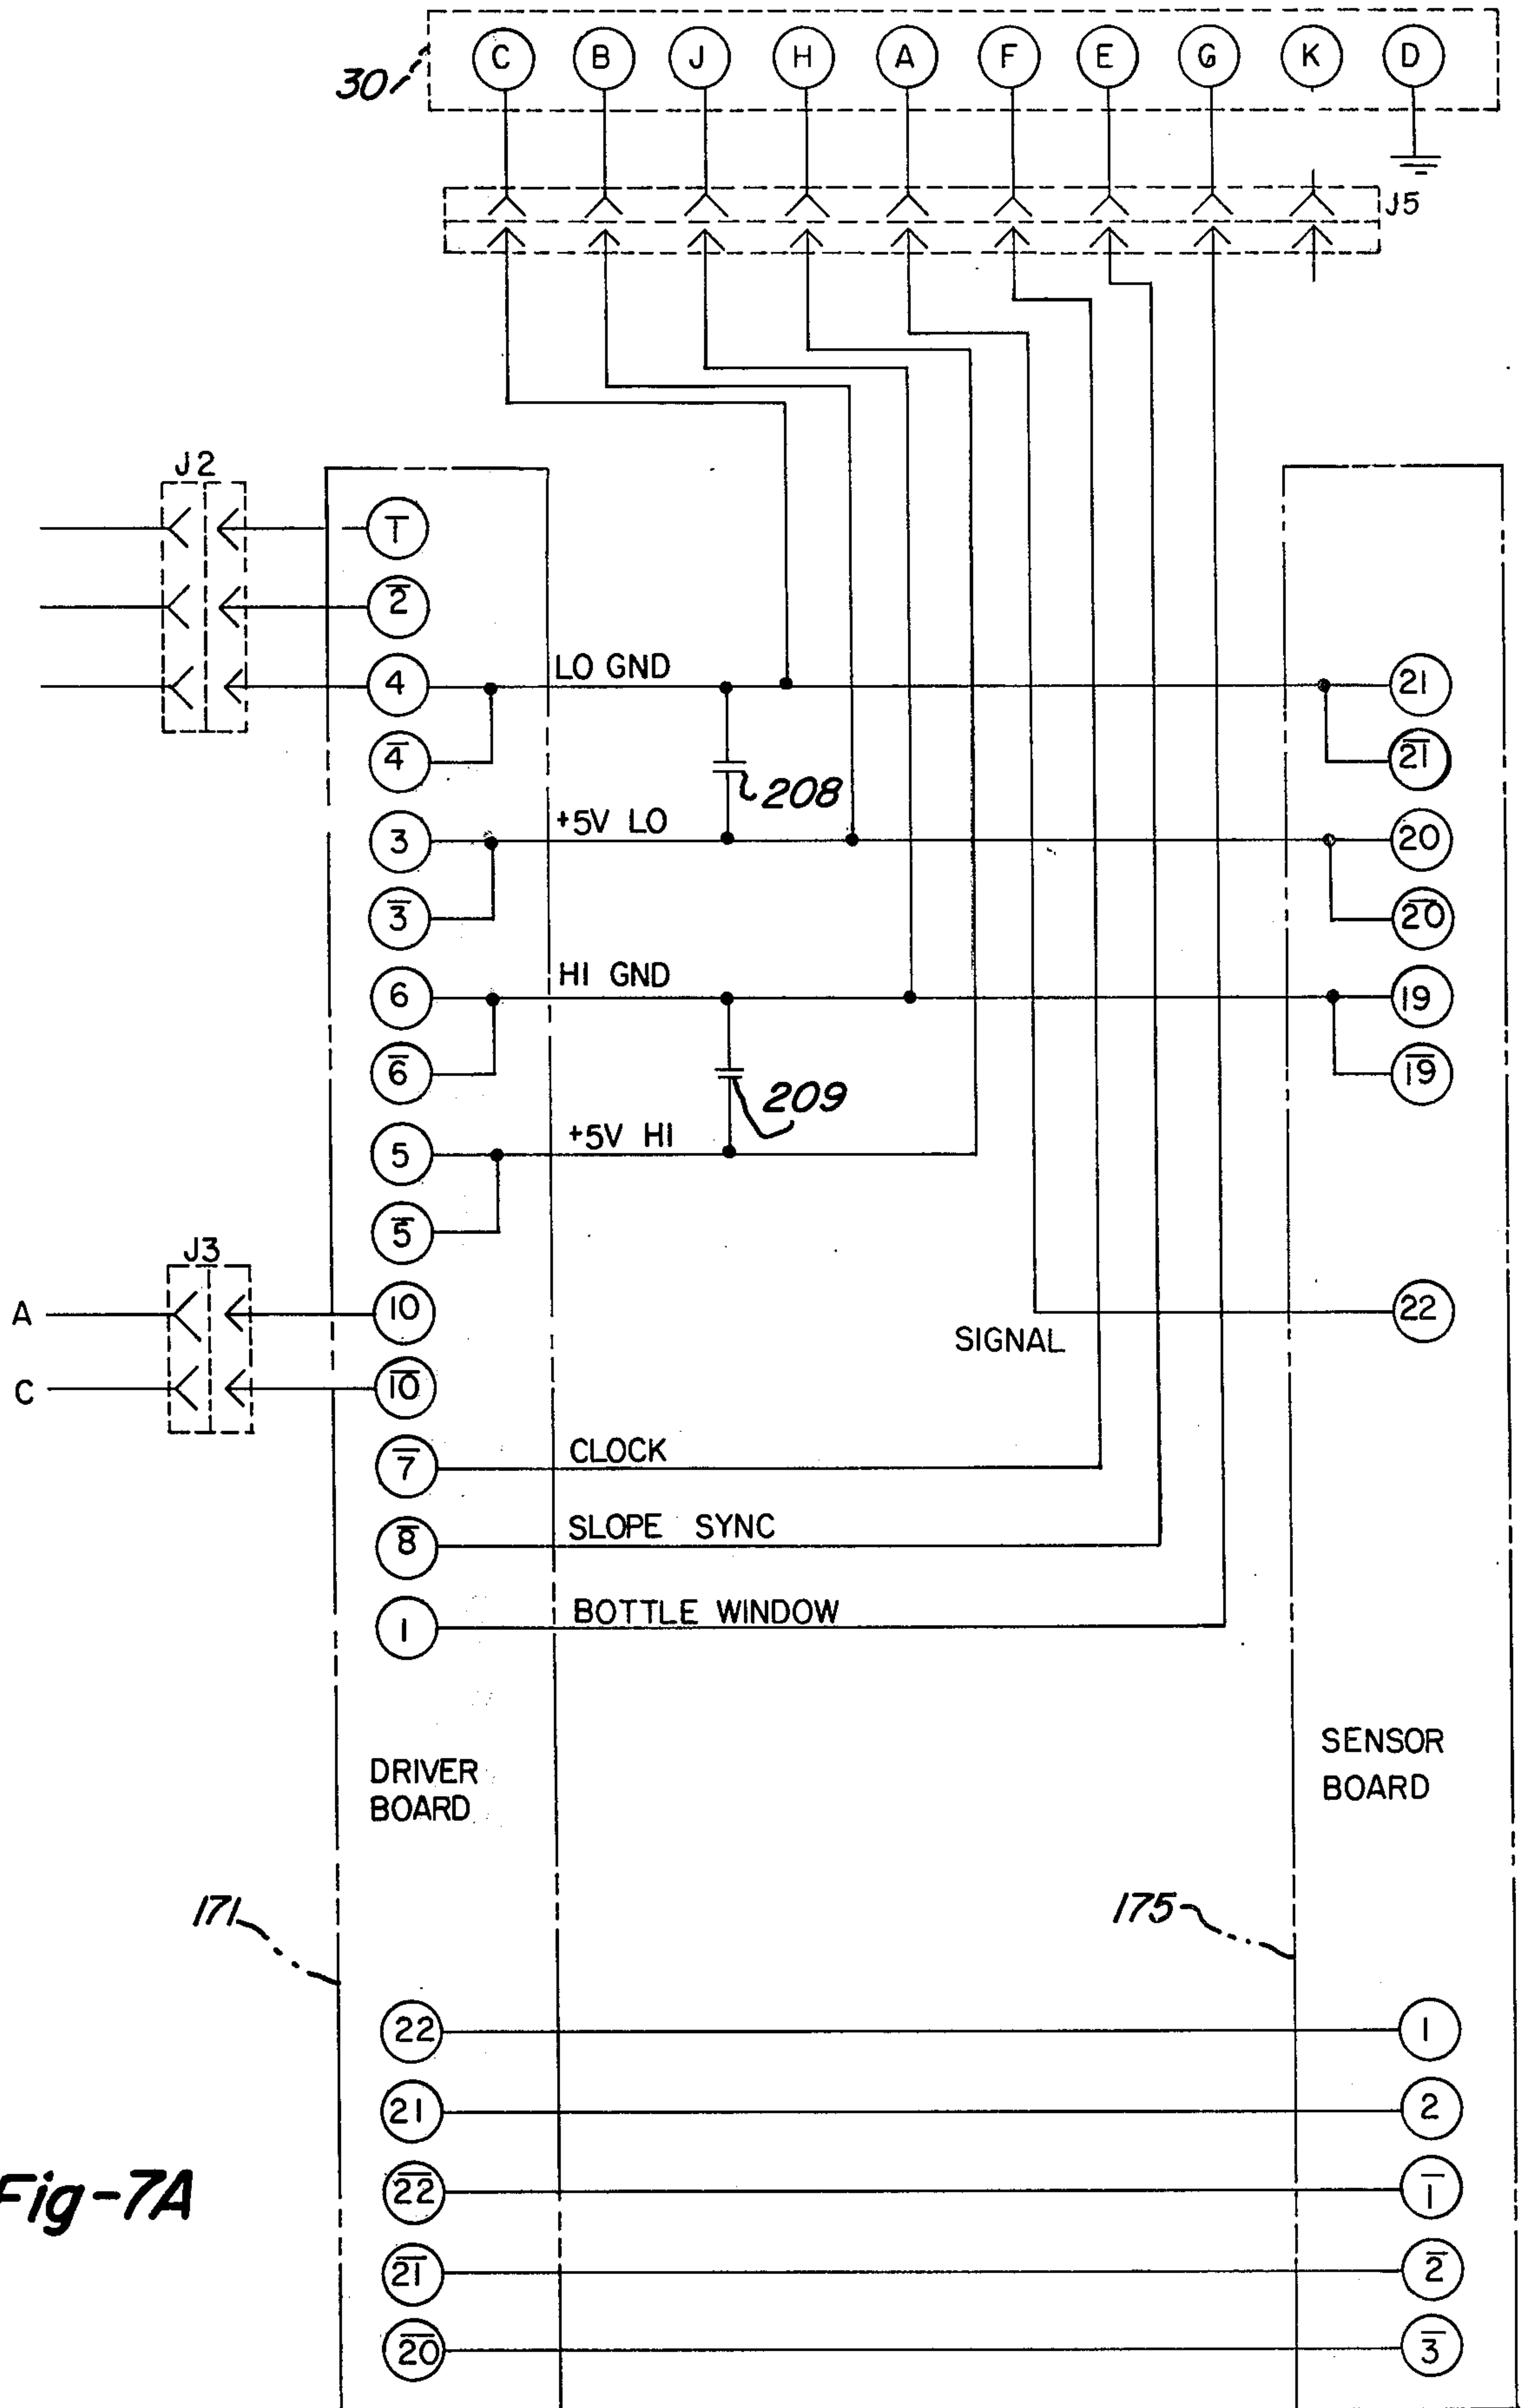 C B J H A F E G K D
30
J5
J2
1̅
2̅
4 LO GND 21
4̅ 21̅
208
3 +5V LO 20
3̅ 20̅
6 HI GND 19
6̅ 19̅
209
5 +5V HI
5̅
J3
A 10 22
SIGNAL
C 10̅
7̅ CLOCK
8̅ SLOPE SYNC
1 BOTTLE WINDOW
DRIVER
BOARD
SENSOR
BOARD
171 175
22 1
21 2
22̅ 1̅
21̅ 2̅
20̅ 3̅
Fig-7A